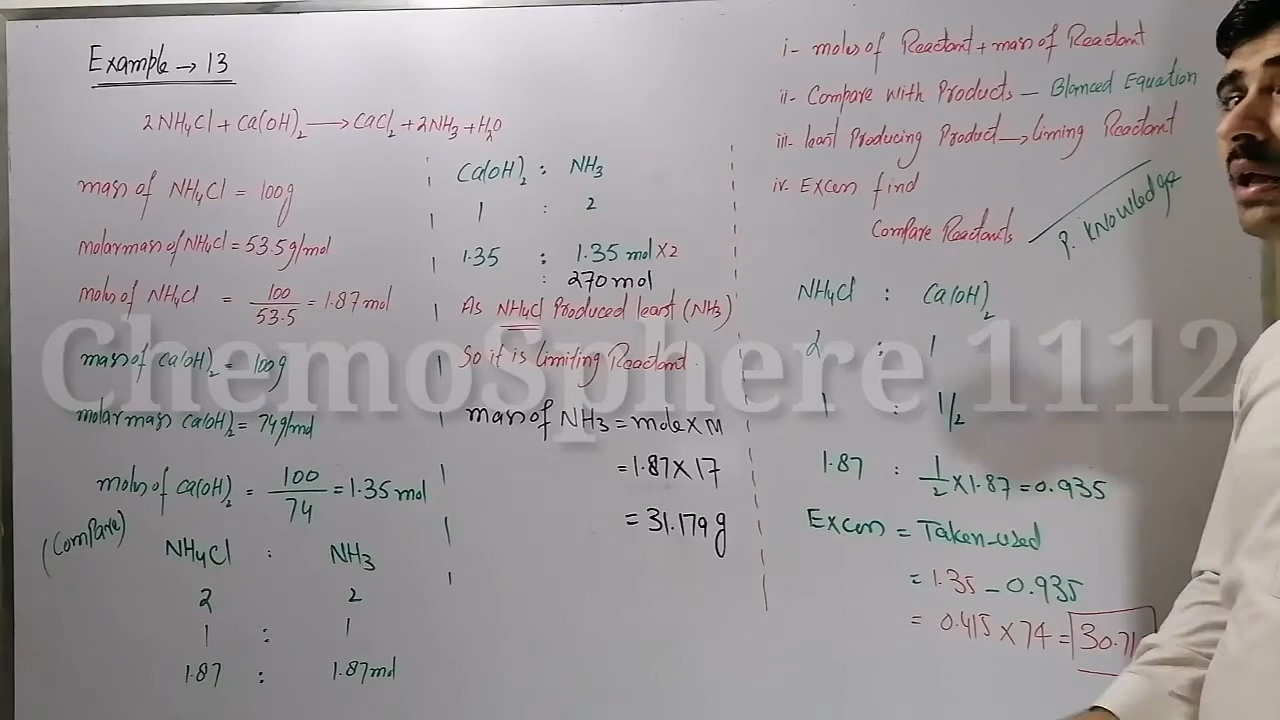 Example → 13
2NH₄Cl + Ca(OH)₂ → CaCl₂ + 2NH₃ + H₂O
mass of NH₄Cl = 100g
molarmass of NH₄Cl = 53.5 g/mol
moles of NH₄Cl = 100/53.5 = 1.87 mol
mass of Ca(OH)₂ = 100g
molarmass Ca(OH)₂ = 74g/mol
moles of Ca(OH)₂ = 100/74 = 1.35 mol
(Compare)
NH₄Cl : NH₃
2 2
1 : 1
1.87 : 1.87 mol
Ca(OH)₂ : NH₃
1 : 2
1.35 : 1.35 mol × 2
: 270 mol
As NH₄Cl Produced least (NH₃)
So it is limiting Reactant.
mass of NH₃ = mole × M
= 1.87 × 17
= 31.179 g
i- moles of Reactant + mass of Reactant
ii- Compare with Products - Blanced Equation
iii- least Producing Product → liming Reactant
iv- Excess find
Compare Reactants
P. Knowledge
NH₄Cl : Ca(OH)₂
2 : 1
1 : 1/2
1.87 : 1/2 × 1.87 = 0.935
Excess = Taken - used
= 1.35 - 0.935
= 0.415 × 74 = 30.71
ChemoSphere 1112